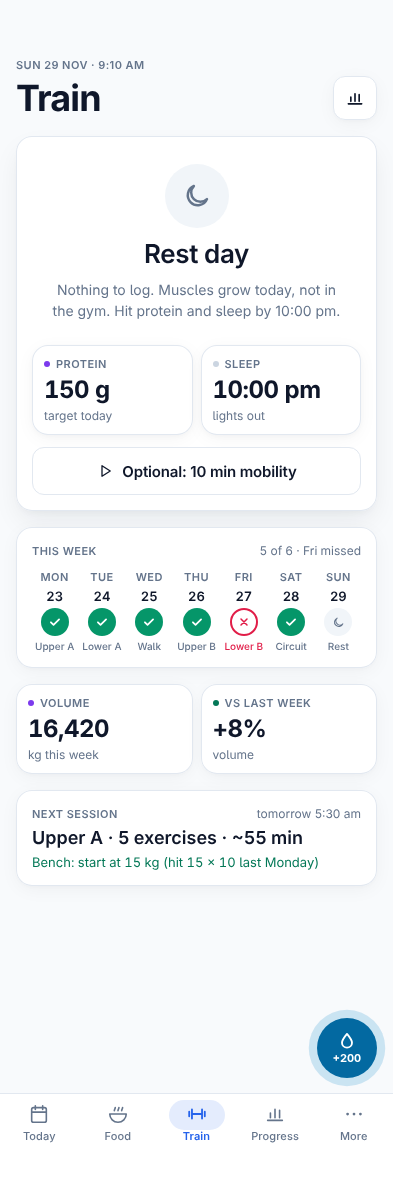 SUN 29 NOV · 9:10 AM
Train
Rest day
Nothing to log. Muscles grow today, not in
the gym. Hit protein and sleep by 10:00 pm.
PROTEIN
150 g
target today
SLEEP
10:00 pm
lights out
Optional: 10 min mobility
THIS WEEK
5 of 6 · Fri missed
MON TUE WED THU FRI SAT SUN
23 24 25 26 27 28 29
Upper A Lower A Walk Upper B Lower B Circuit Rest
VOLUME
16,420
kg this week
VS LAST WEEK
+8%
volume
NEXT SESSION
tomorrow 5:30 am
Upper A · 5 exercises · ~55 min
Bench: start at 15 kg (hit 15 × 10 last Monday)
+200
Today Food Train Progress More